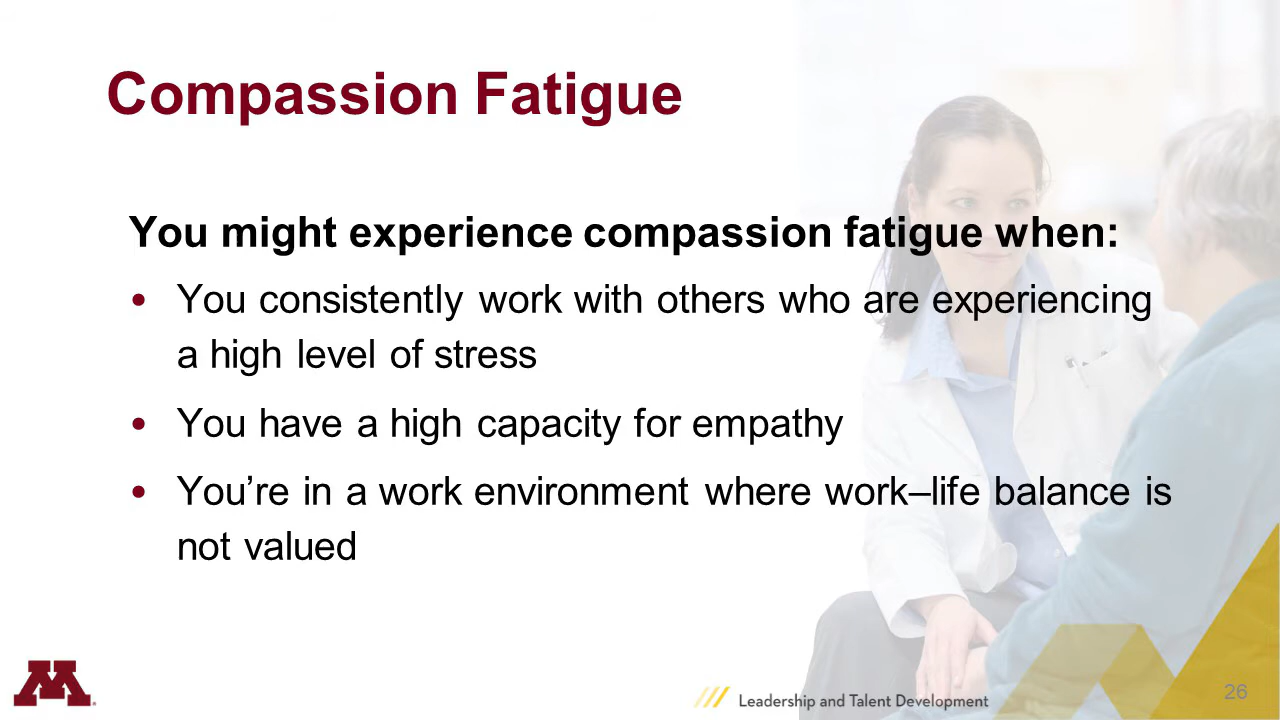 Compassion Fatigue
You might experience compassion fatigue when:
• You consistently work with others who are experiencing
a high level of stress
• You have a high capacity for empathy
• You’re in a work environment where work–life balance is
not valued
M
Leadership and Talent Development
26